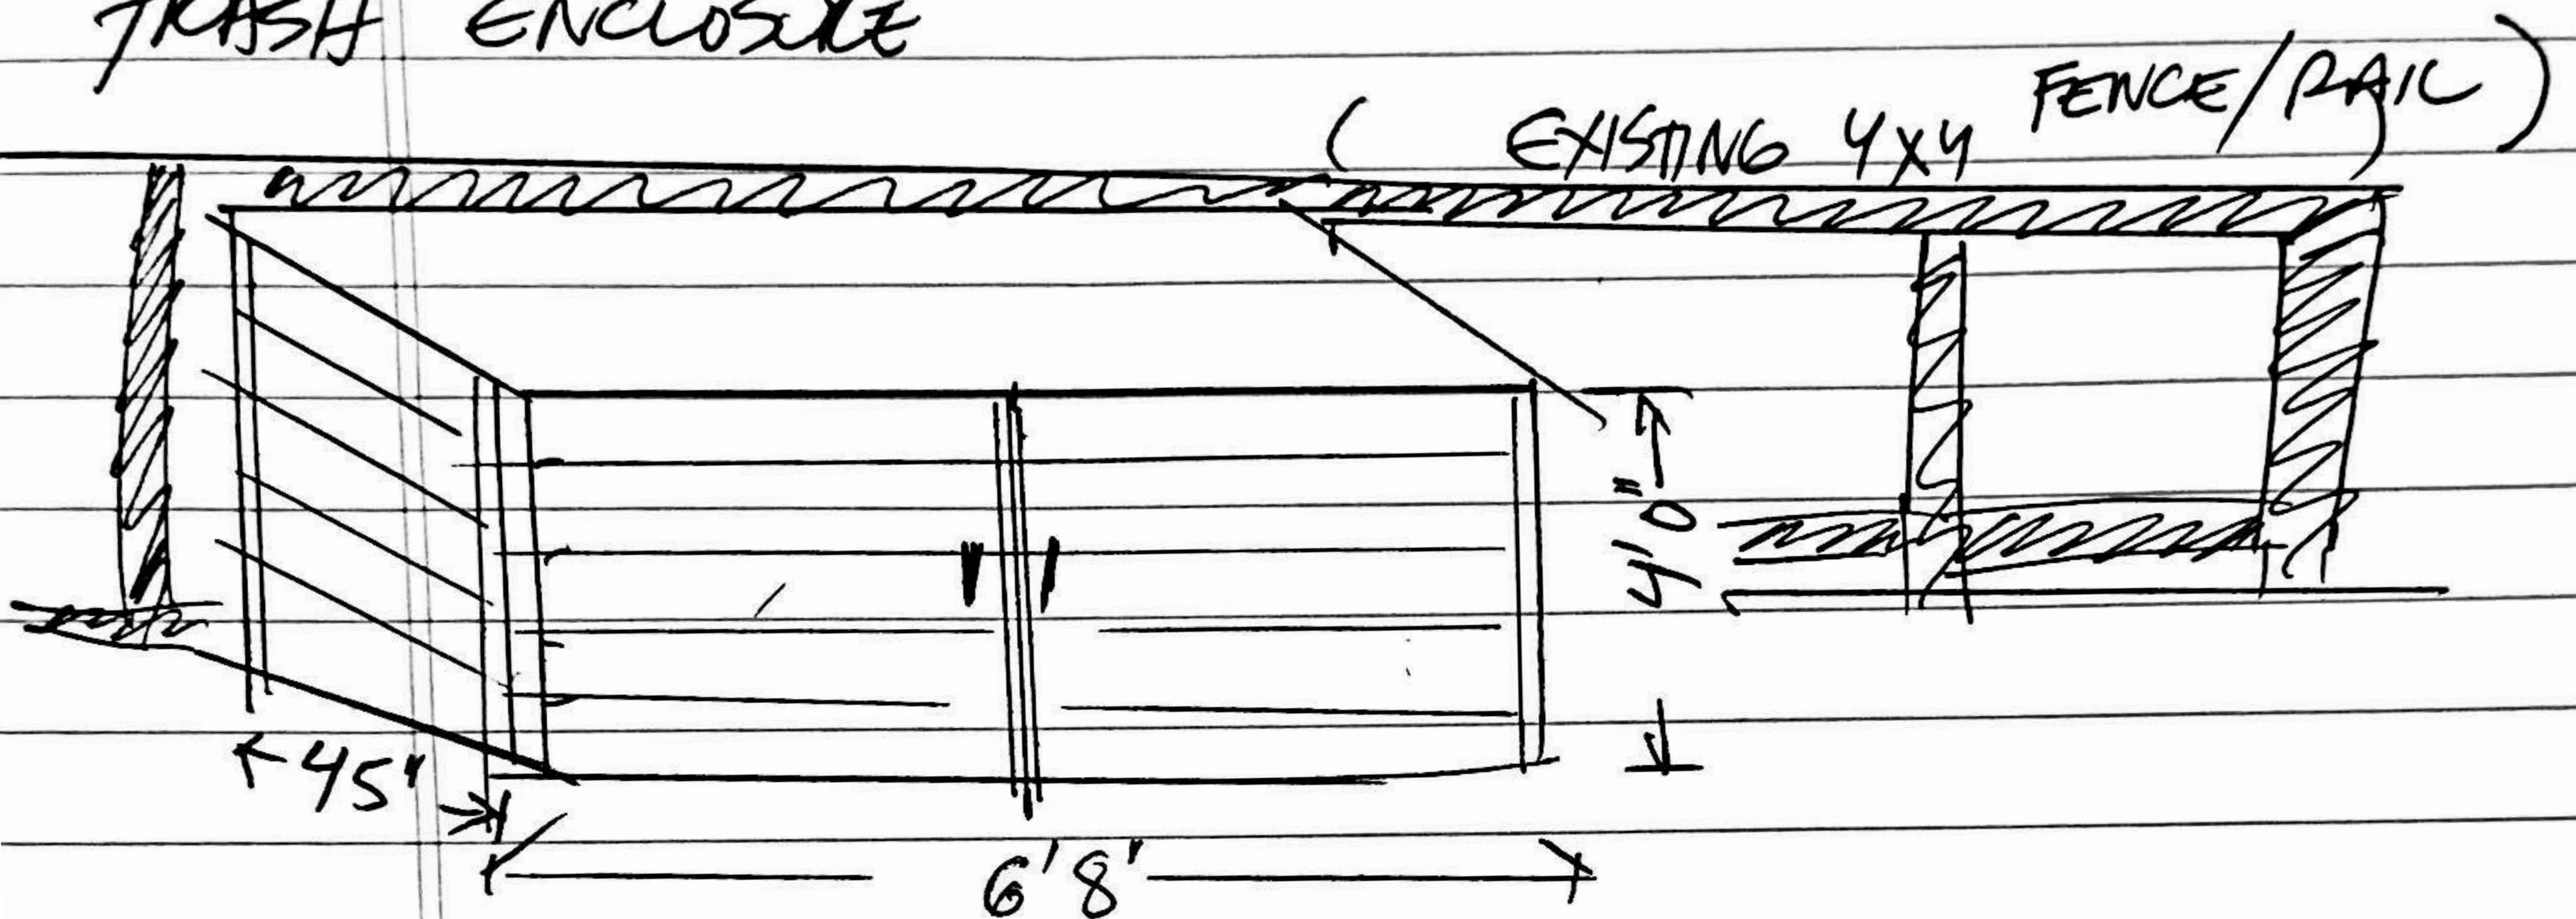 TRASH ENCLOSURE
FENCE/RAIL)
( EXISTING 4x4
4'0"
45"
6'8"